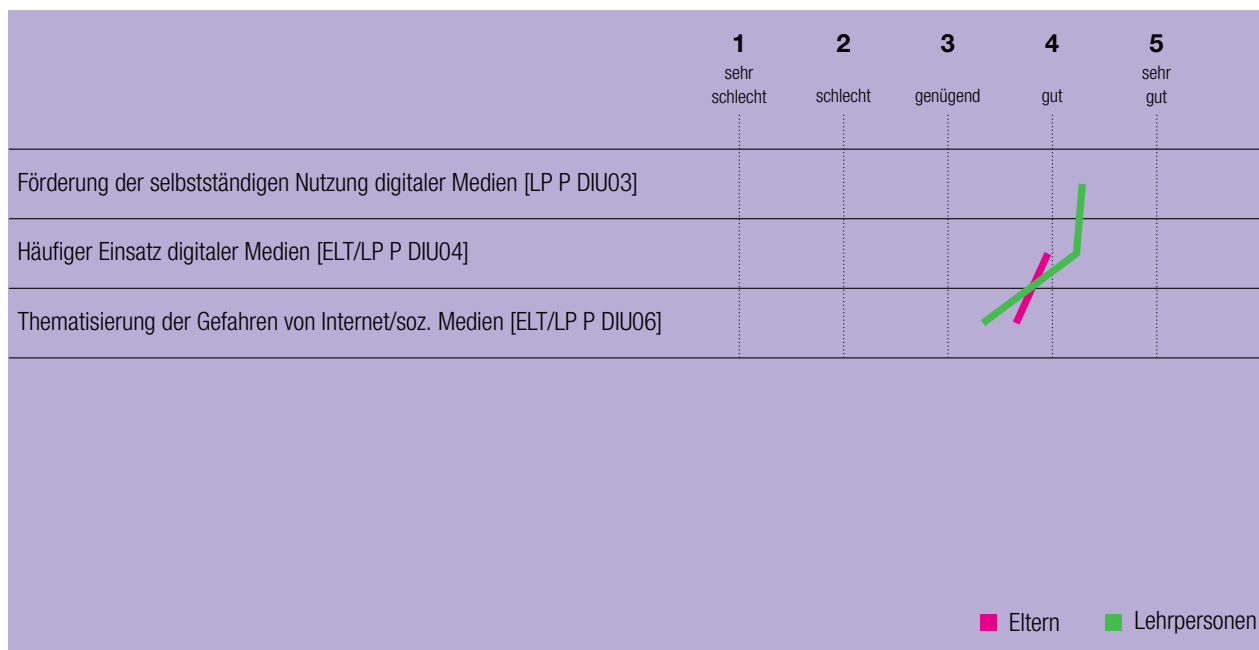 1 2 3 4 5
sehr schlecht schlecht genügend gut sehr gut
Förderung der selbstständigen Nutzung digitaler Medien [LP P DIU03]
Häufiger Einsatz digitaler Medien [ELT/LP P DIU04]
Thematisierung der Gefahren von Internet/soz. Medien [ELT/LP P DIU06]
Eltern Lehrpersonen